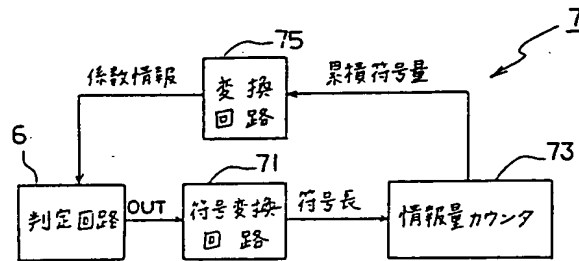 7
75
係数情報
変換
回路
累積符号量
6
71
73
判定回路
OUT
符号変換
回路
符号長
情報量カウンタ